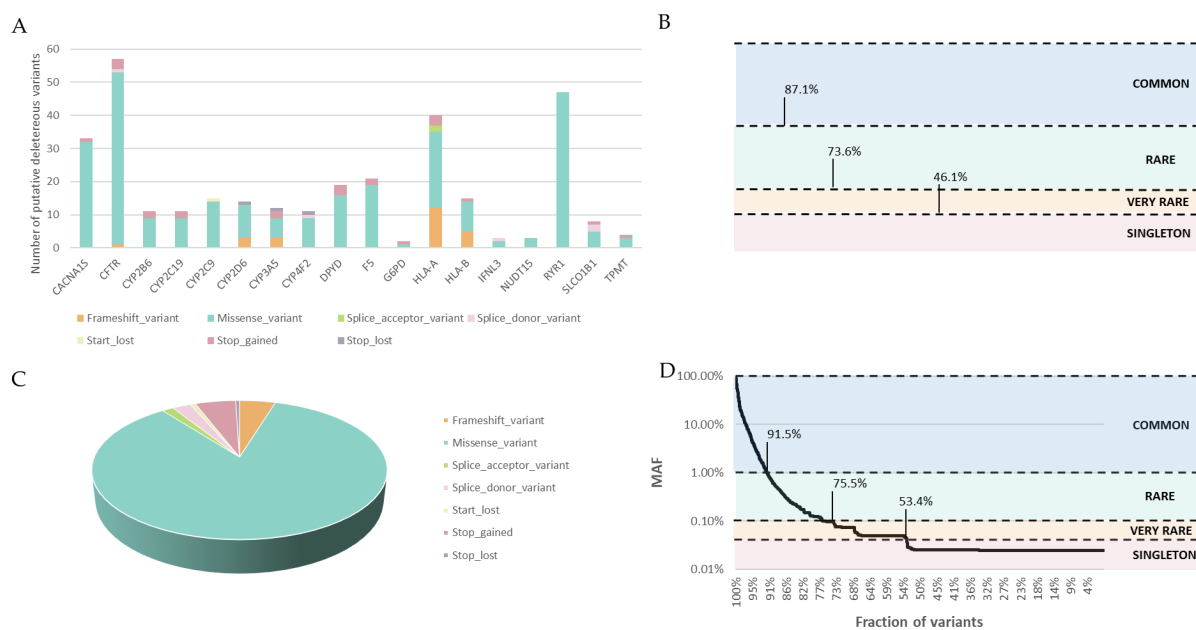 A
Number of putative deletereous variants
60
50
40
30
20
10
0
CACNA1S
CFTR
CYP2B6
CYP2C19
CYP2C9
CYP2D6
CYP3A5
CYP4F2
DPYD
F5
G6PD
HLA-A
HLA-B
IFNL3
NUDT15
RYR1
SLCO1B1
TPMT
Frameshift_variant Missense_variant Splice_acceptor_variant Splice_donor_variant
Start_lost Stop_gained Stop_lost
B
87.1%
73.6%
46.1%
COMMON
RARE
VERY RARE
SINGLETON
C
Frameshift_variant
Missense_variant
Splice_acceptor_variant
Splice_donor_variant
Start_lost
Stop_gained
Stop_lost
D
MAF
100.00%
10.00%
1.00%
0.10%
0.01%
91.5%
75.5%
53.4%
COMMON
RARE
VERY RARE
SINGLETON
100%
95%
91%
86%
82%
77%
73%
68%
64%
59%
54%
50%
45%
41%
36%
32%
27%
23%
18%
14%
9%
4%
Fraction of variants